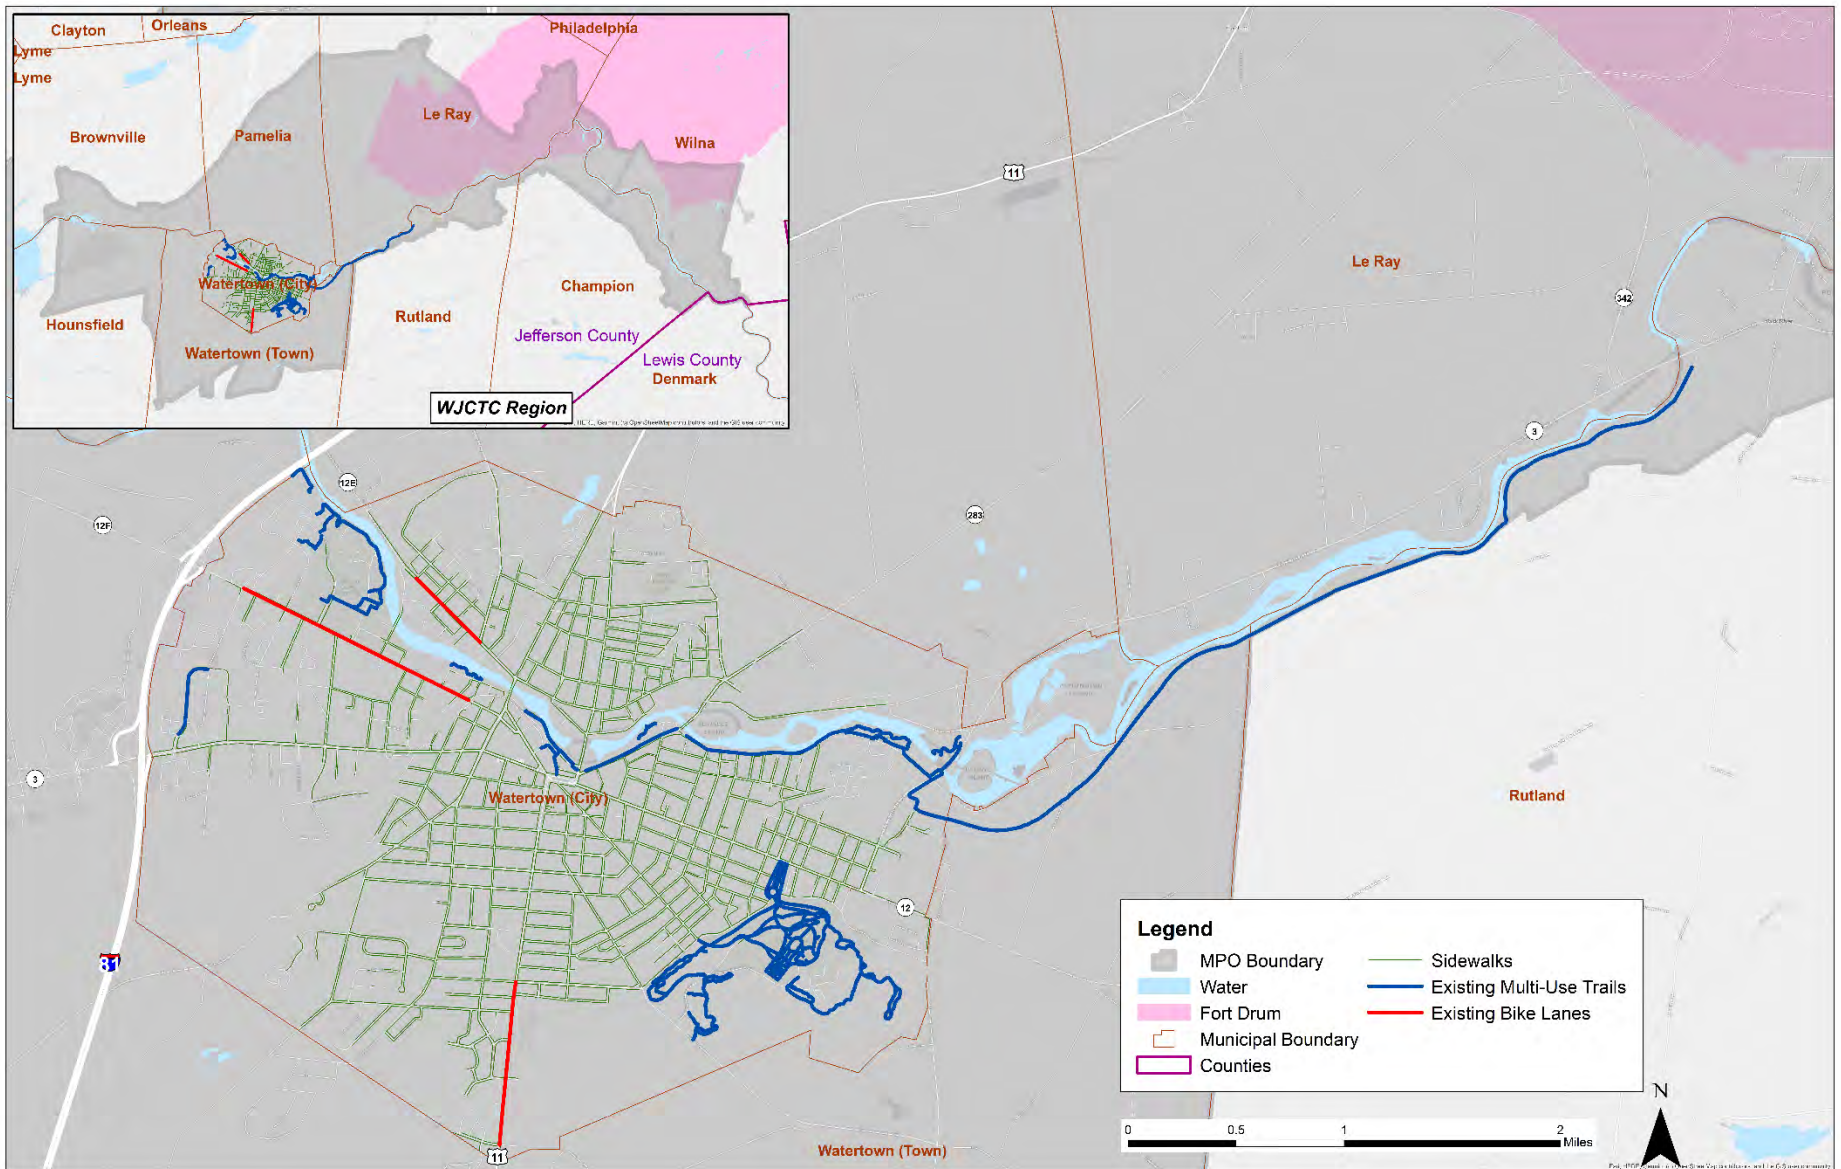 Clayton
Orleans
Philadelphia
Lyme
Lyme
Le Ray
Brownville
Pamelia
Wilna
Watertown (City)
Champion
Hounsfield
Rutland
Jefferson County
Watertown (Town)
Lewis County
Denmark
WJCTC Region
11
Le Ray
342
3
12E
12F
283
3
Watertown (City)
Rutland
12
81
11
Watertown (Town)
Legend
MPO Boundary
Water
Fort Drum
Municipal Boundary
Counties
Sidewalks
Existing Multi-Use Trails
Existing Bike Lanes
N
0 0.5 1 2
Miles